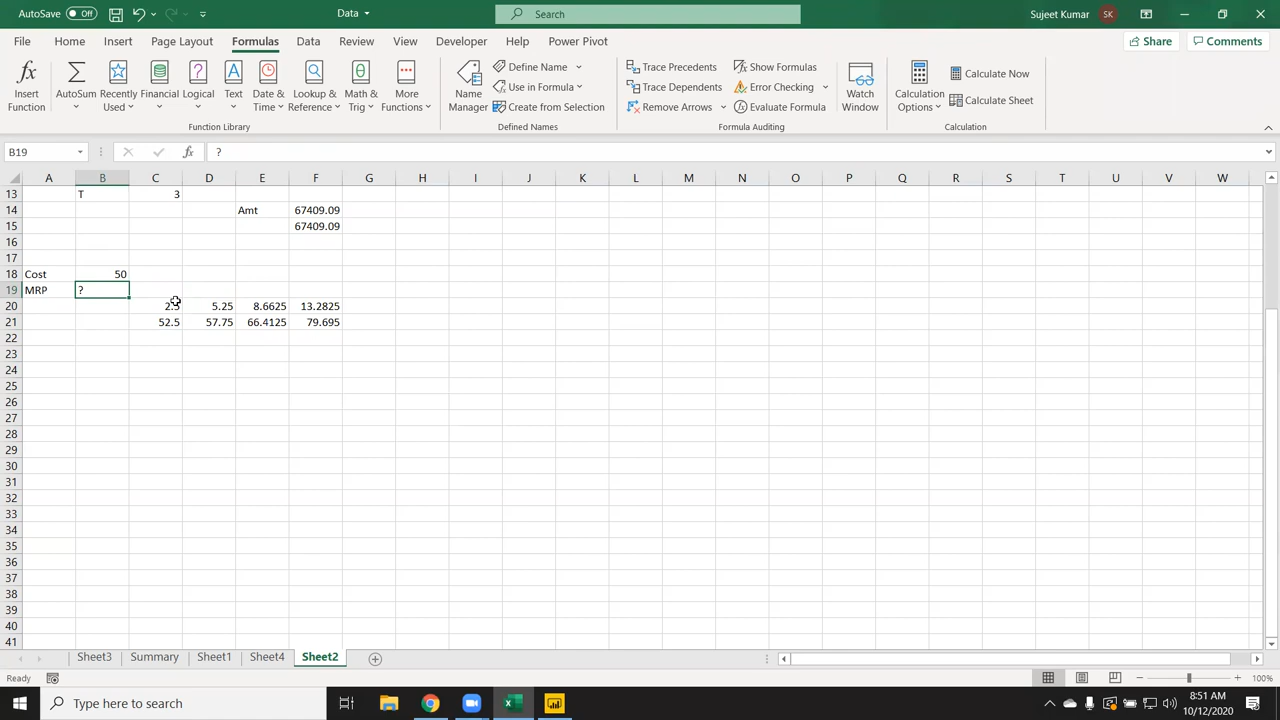 AutoSave Off Data Search Sujeet Kumar SK
File Home Insert Page Layout Formulas Data Review View Developer Help Power Pivot Share Comments
Insert Function AutoSum Recently Used Financial Logical Text Date & Time Lookup & Reference Math & Trig More Functions Name Manager Define Name Trace Precedents Show Formulas Watch Window Calculation Options Calculate Now
Use in Formula Trace Dependents Error Checking Calculate Sheet
Create from Selection Remove Arrows Evaluate Formula
Function Library Defined Names Formula Auditing Calculation
B19 fx ?
A B C D E F G H I J K L M N O P Q R S T U V W
13 T 3
14 Amt 67409.09
15 67409.09
16
17
18 Cost 50
19 MRP ?
20 2.5 5.25 8.6625 13.2825
21 52.5 57.75 66.4125 79.695
22
23
24
25
26
27
28
29
30
31
32
33
34
35
36
37
38
39
40
41
Sheet3 Summary Sheet1 Sheet4 Sheet2
Ready 100%
Type here to search 8:51 AM
10/12/2020